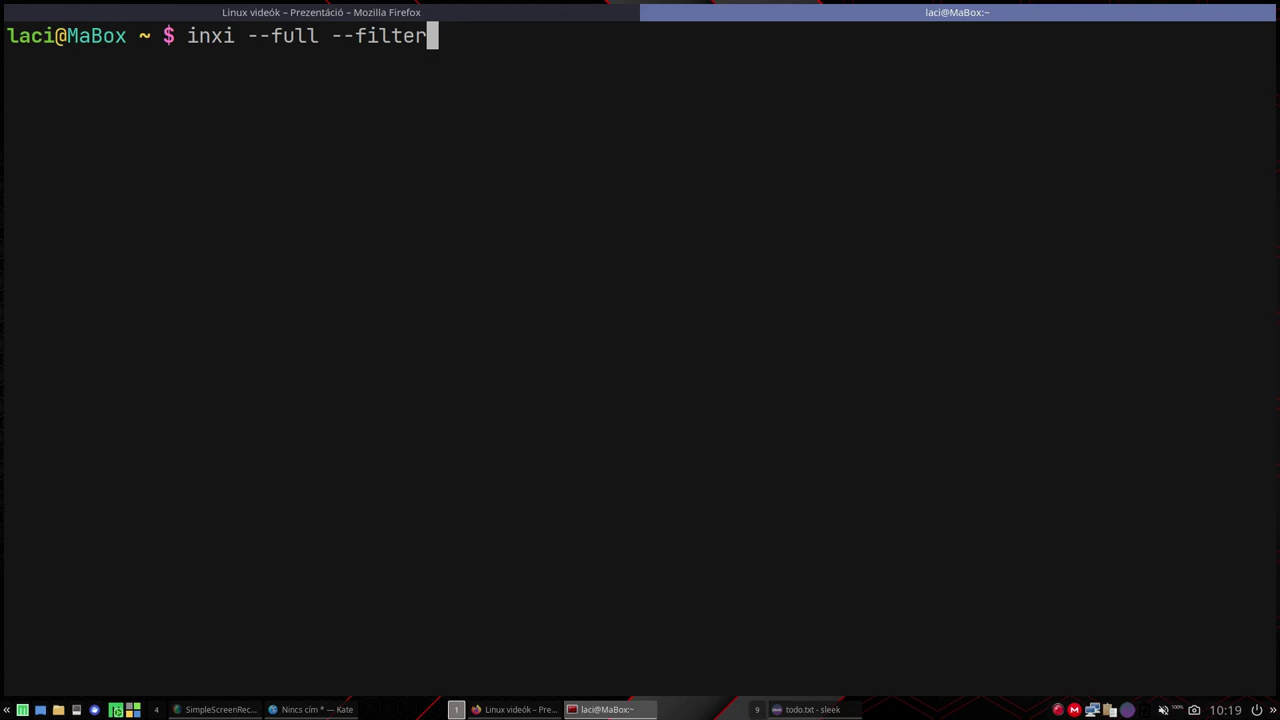 Linux videók – Prezentáció – Mozilla Firefox
laci@MaBox:~
laci@MaBox ~ $ inxi --full --filter
4
SimpleScreenRec...
Nincs cím * — Kate
1
Linux videók – Pre...
laci@MaBox:~
9
todo.txt - sleek
100%
10:19